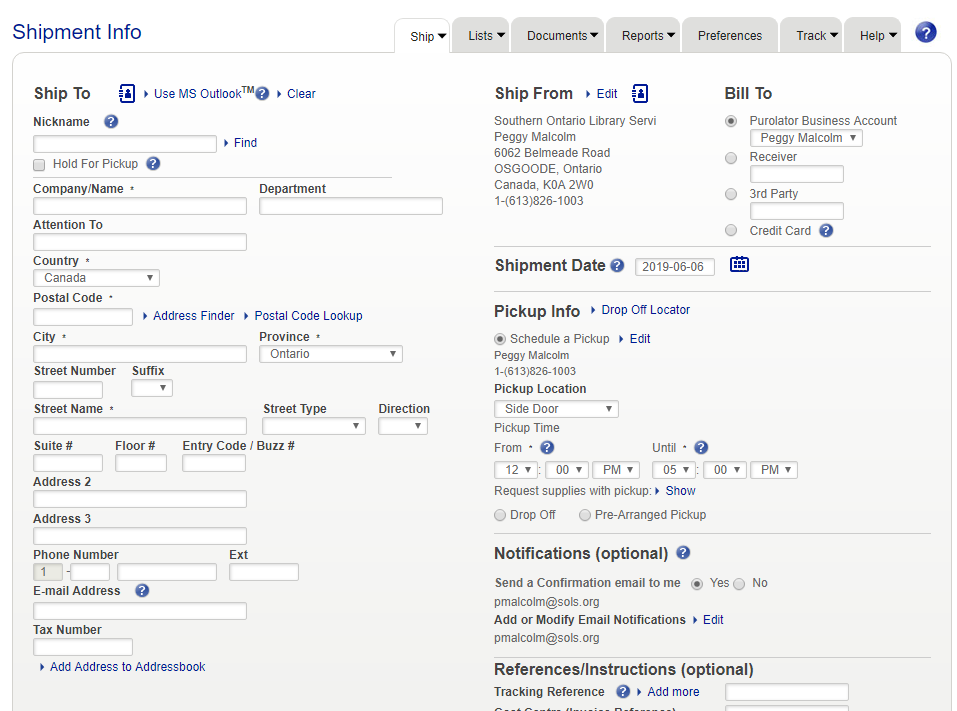 Shipment Info
Ship Lists Documents Reports Preferences Track Help ?
Ship To Use MS Outlook™ ? Clear
Nickname ?
Find
Hold For Pickup ?
Company/Name * Department
Attention To
Country *
Canada
Postal Code *
Address Finder Postal Code Lookup
City * Province *
Ontario
Street Number Suffix
Street Name * Street Type Direction
Suite # Floor # Entry Code / Buzz #
Address 2
Address 3
Phone Number Ext
1 -
E-mail Address ?
Tax Number
Add Address to Addressbook
Ship From Edit
Southern Ontario Library Servi
Peggy Malcolm
6062 Belmeade Road
OSGOODE, Ontario
Canada, K0A 2W0
1-(613)826-1003
Bill To
Purolator Business Account
Peggy Malcolm
Receiver
3rd Party
Credit Card ?
Shipment Date ? 2019-06-06
Pickup Info Drop Off Locator
Schedule a Pickup Edit
Peggy Malcolm
1-(613)826-1003
Pickup Location
Side Door
Pickup Time
From * ? Until * ?
12 : 00 PM 05 : 00 PM
Request supplies with pickup: Show
Drop Off Pre-Arranged Pickup
Notifications (optional) ?
Send a Confirmation email to me Yes No
pmalcolm@sols.org
Add or Modify Email Notifications Edit
pmalcolm@sols.org
References/Instructions (optional)
Tracking Reference ? Add more
Cost Centre (Invoice Reference)